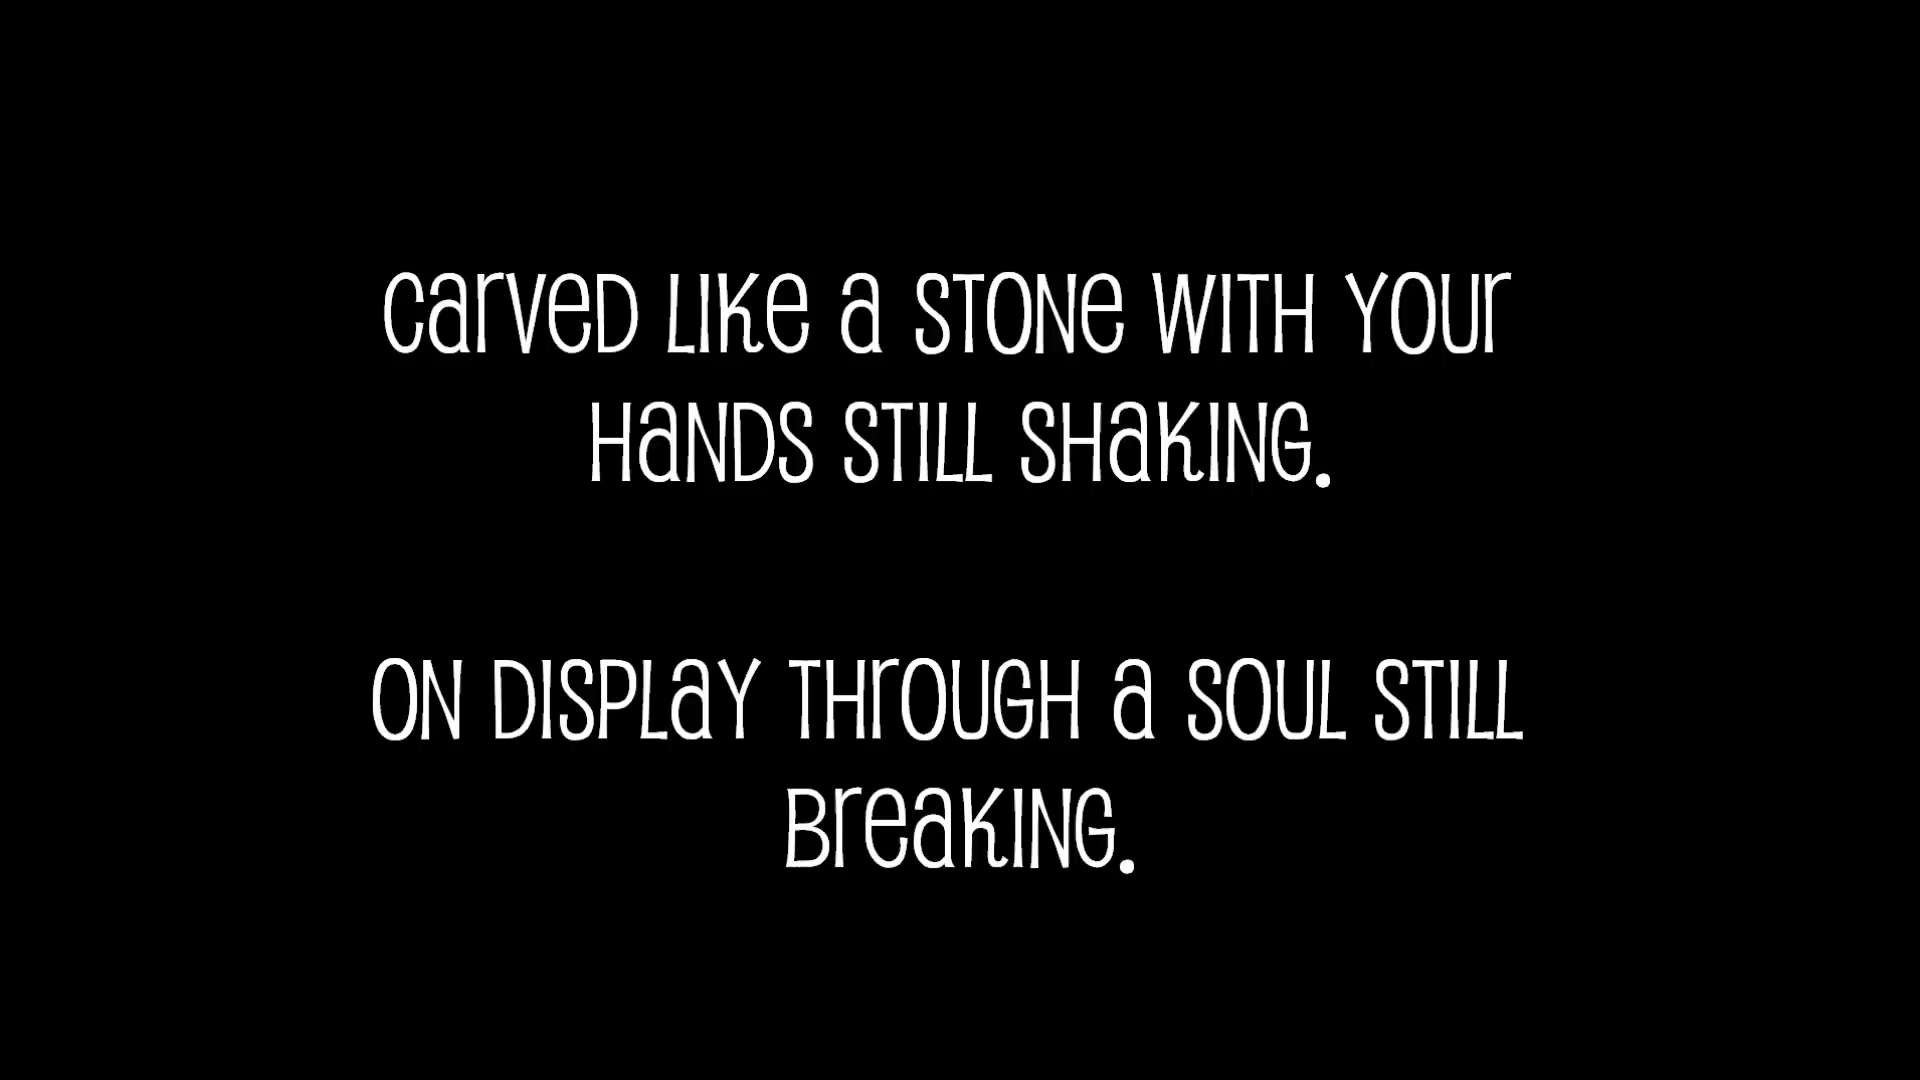 Carved like a stone with your
hands still shaking.
On display through a soul still
breaking.